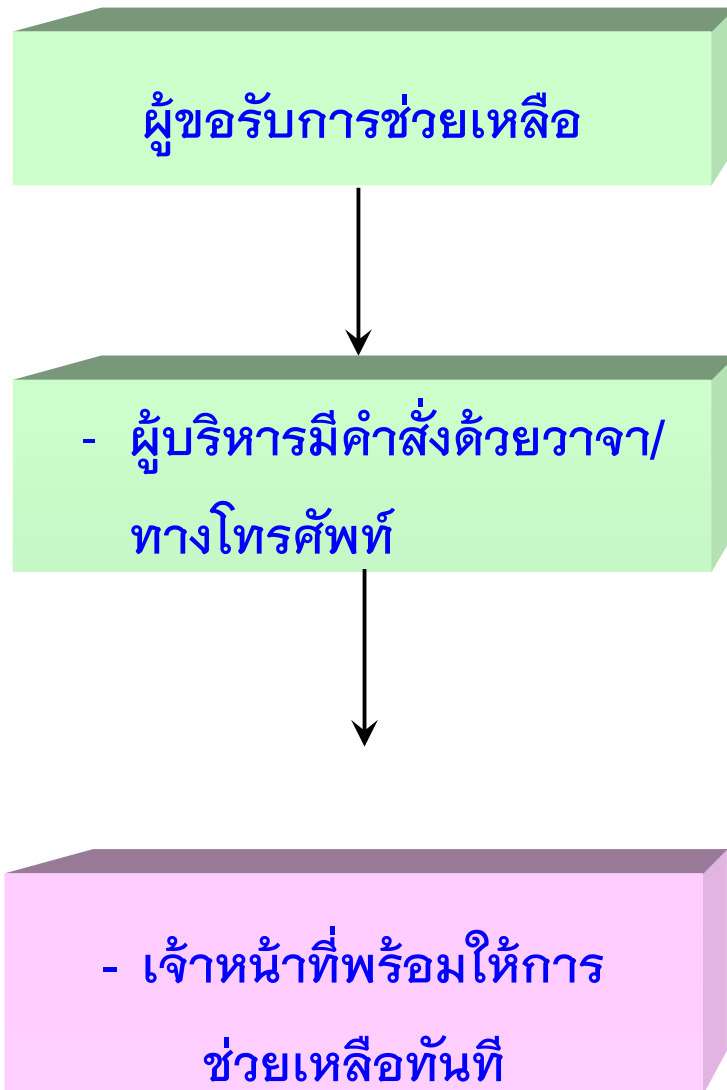 ผู้ขอรับการช่วยเหลือ
- ผู้บริหารมีคำสั่งด้วยวาจา/
ทางโทรศัพท์
- เจ้าหน้าที่พร้อมให้การ
ช่วยเหลือทันที